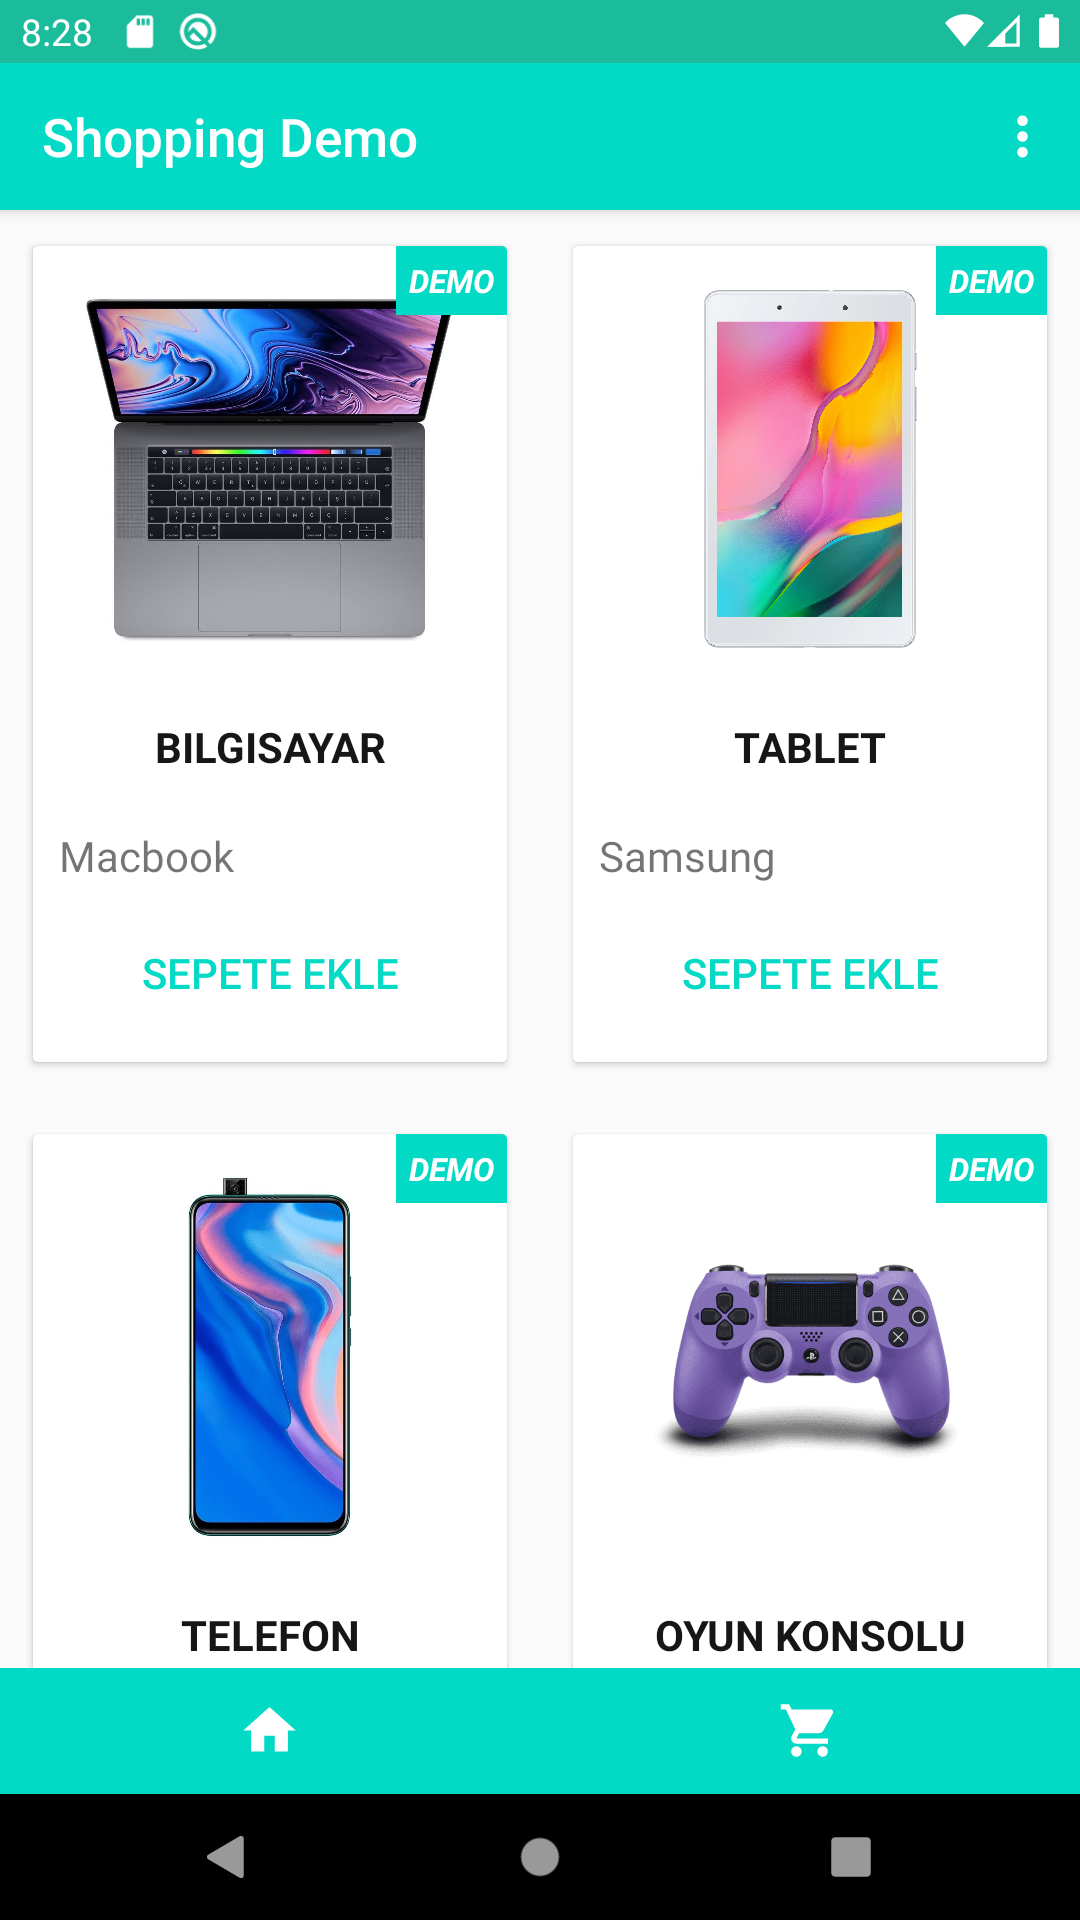 8:28
Shopping Demo
DEMO
DEMO
BILGISAYAR
TABLET
Macbook
Samsung
SEPETE EKLE
SEPETE EKLE
DEMO
DEMO
TELEFON
OYUN KONSOLU